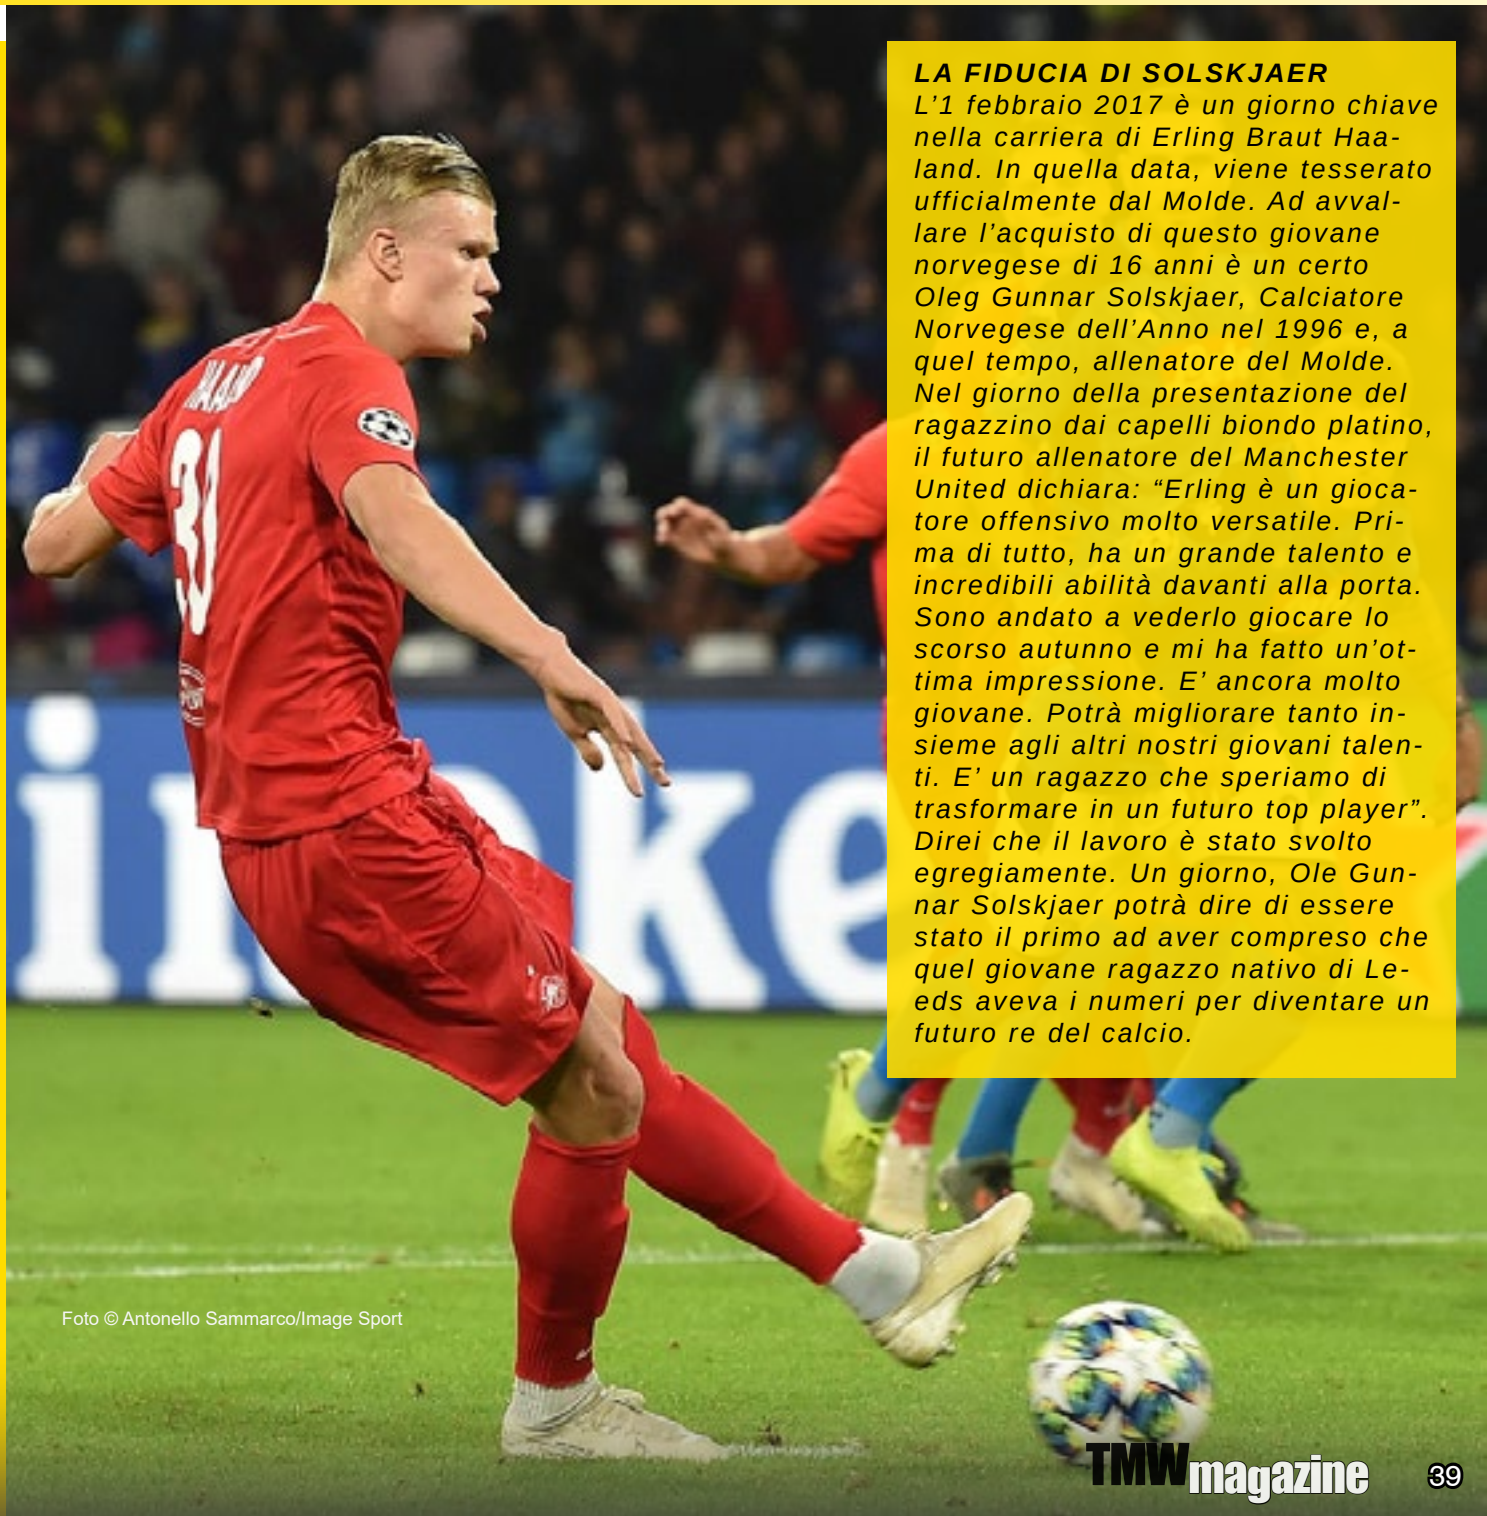 LA FIDUCIA DI SOLSKJAER
L’1 febbraio 2017 è un giorno chiave
nella carriera di Erling Braut Haa-
land. In quella data, viene tesserato
ufficialmente dal Molde. Ad avval-
lare l’acquisto di questo giovane
norvegese di 16 anni è un certo
Oleg Gunnar Solskjaer, Calciatore
Norvegese dell’Anno nel 1996 e, a
quel tempo, allenatore del Molde.
Nel giorno della presentazione del
ragazzino dai capelli biondo platino,
il futuro allenatore del Manchester
United dichiara: “Erling è un gioca-
tore offensivo molto versatile. Pri-
ma di tutto, ha un grande talento e
incredibili abilità davanti alla porta.
Sono andato a vederlo giocare lo
scorso autunno e mi ha fatto un’ot-
tima impressione. E’ ancora molto
giovane. Potrà migliorare tanto in-
sieme agli altri nostri giovani talen-
ti. E’ un ragazzo che speriamo di
trasformare in un futuro top player”.
Direi che il lavoro è stato svolto
egregiamente. Un giorno, Ole Gun-
nar Solskjaer potrà dire di essere
stato il primo ad aver compreso che
quel giovane ragazzo nativo di Le-
eds aveva i numeri per diventare un
futuro re del calcio.
30
ineke
Foto © Antonello Sammarco/Image Sport
TMWmagazine 39